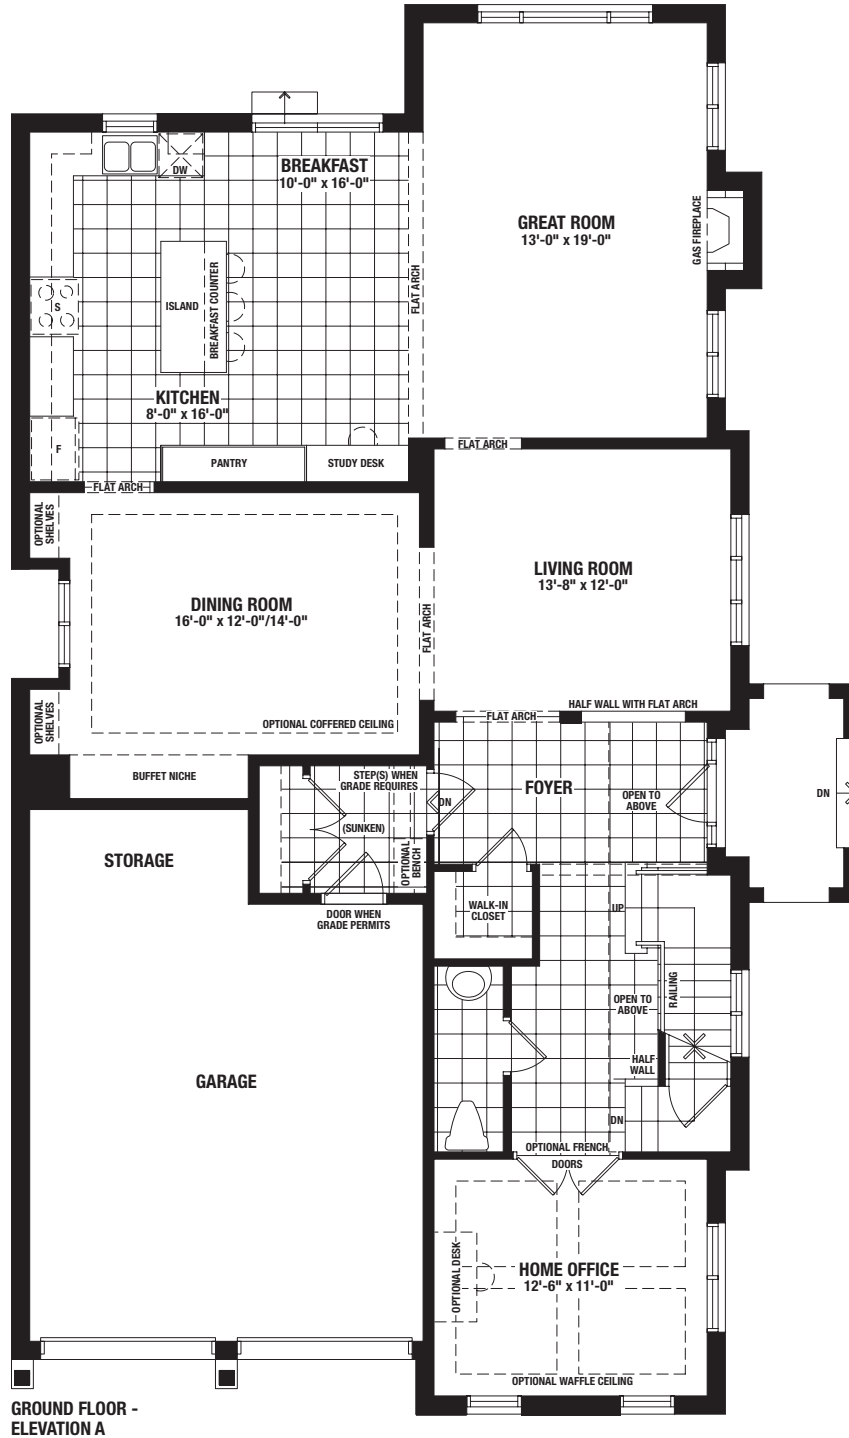 BREAKFAST
10'-0" x 16'-0"
DW
GREAT ROOM
13'-0" x 19'-0"
GAS FIREPLACE
FLAT ARCH
ISLAND
BREAKFAST COUNTER
S
KITCHEN
8'-0" x 16'-0"
F
PANTRY
STUDY DESK
FLAT ARCH
FLAT ARCH
OPTIONAL
SHELVES
LIVING ROOM
13'-8" x 12'-0"
DINING ROOM
16'-0" x 12'-0"/14'-0"
FLAT ARCH
OPTIONAL
SHELVES
OPTIONAL COFFERED CEILING
HALF WALL WITH FLAT ARCH
FLAT ARCH
BUFFET NICHE
STEP(S) WHEN
GRADE REQUIRES
DN
FOYER
OPEN TO
ABOVE
DN
(SUNKEN)
OPTIONAL
BENCH
STORAGE
DOOR WHEN
GRADE PERMITS
WALK-IN
CLOSET
UP
RAILING
OPEN TO
ABOVE
HALF
WALL
GARAGE
DN
OPTIONAL FRENCH
DOORS
OPTIONAL DESK
HOME OFFICE
12'-6" x 11'-0"
OPTIONAL WAFFLE CEILING
GROUND FLOOR -
ELEVATION A